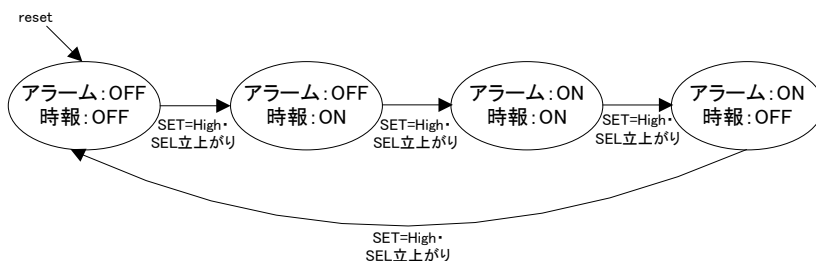 reset
アラーム:OFF
時報:OFF
SET=High・
SEL立上がり
アラーム:OFF
時報:ON
SET=High・
SEL立上がり
アラーム:ON
時報:ON
SET=High・
SEL立上がり
アラーム:ON
時報:OFF
SET=High・
SEL立上がり